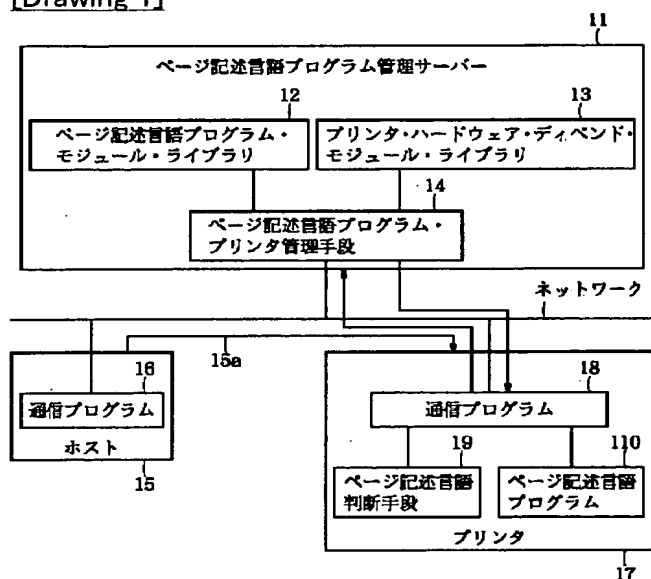 [Drawing 1]
11
ページ記述言語プログラム管理サーバー
12
13
ページ記述言語プログラム・
モジュール・ライブラリ
プリンタ・ハードウェア・ディペンド・
モジュール・ライブラリ
14
ページ記述言語プログラム・
プリンタ管理手段
ネットワーク
15a
16
通信プログラム
ホスト
15
18
通信プログラム
19
110
ページ記述言語
判断手段
ページ記述言語
プログラム
プリンタ
17